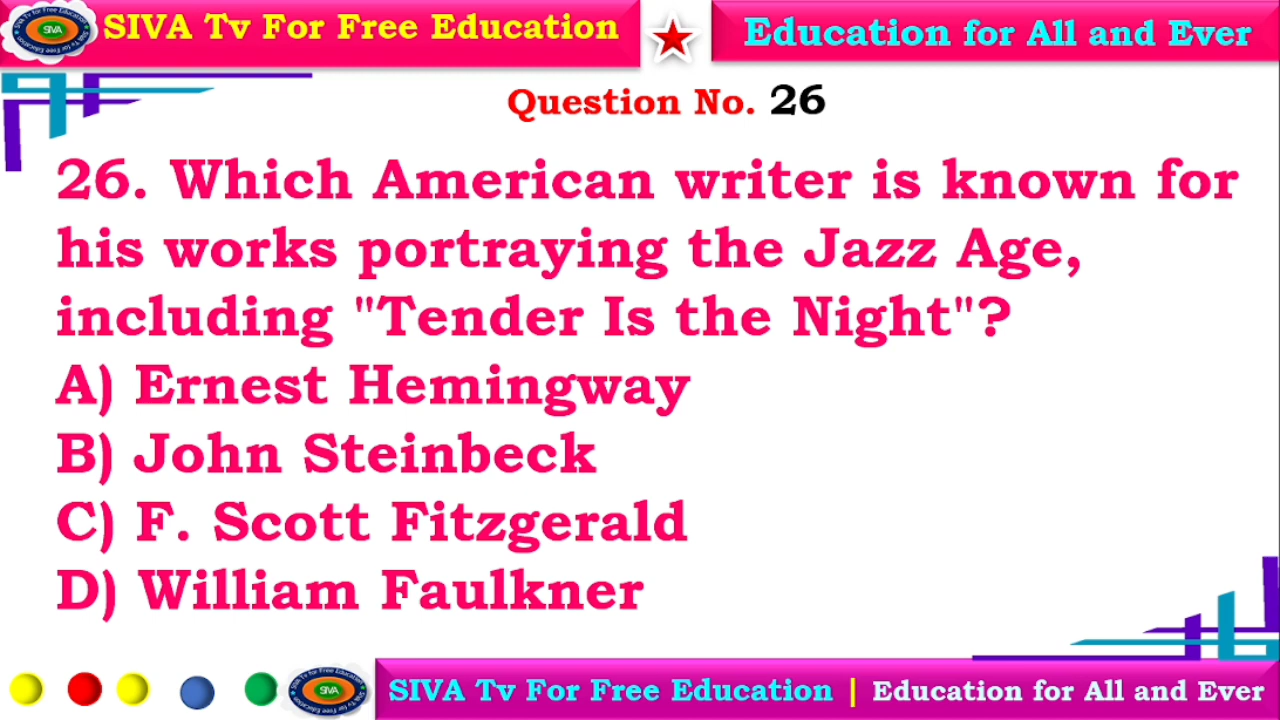 SIVA Tv For Free Education
Education for All and Ever
SIVA
Question No. 26
26. Which American writer is known for
his works portraying the Jazz Age,
including "Tender Is the Night"?
A) Ernest Hemingway
B) John Steinbeck
C) F. Scott Fitzgerald
D) William Faulkner
SIVA
SIVA Tv For Free Education | Education for All and Ever